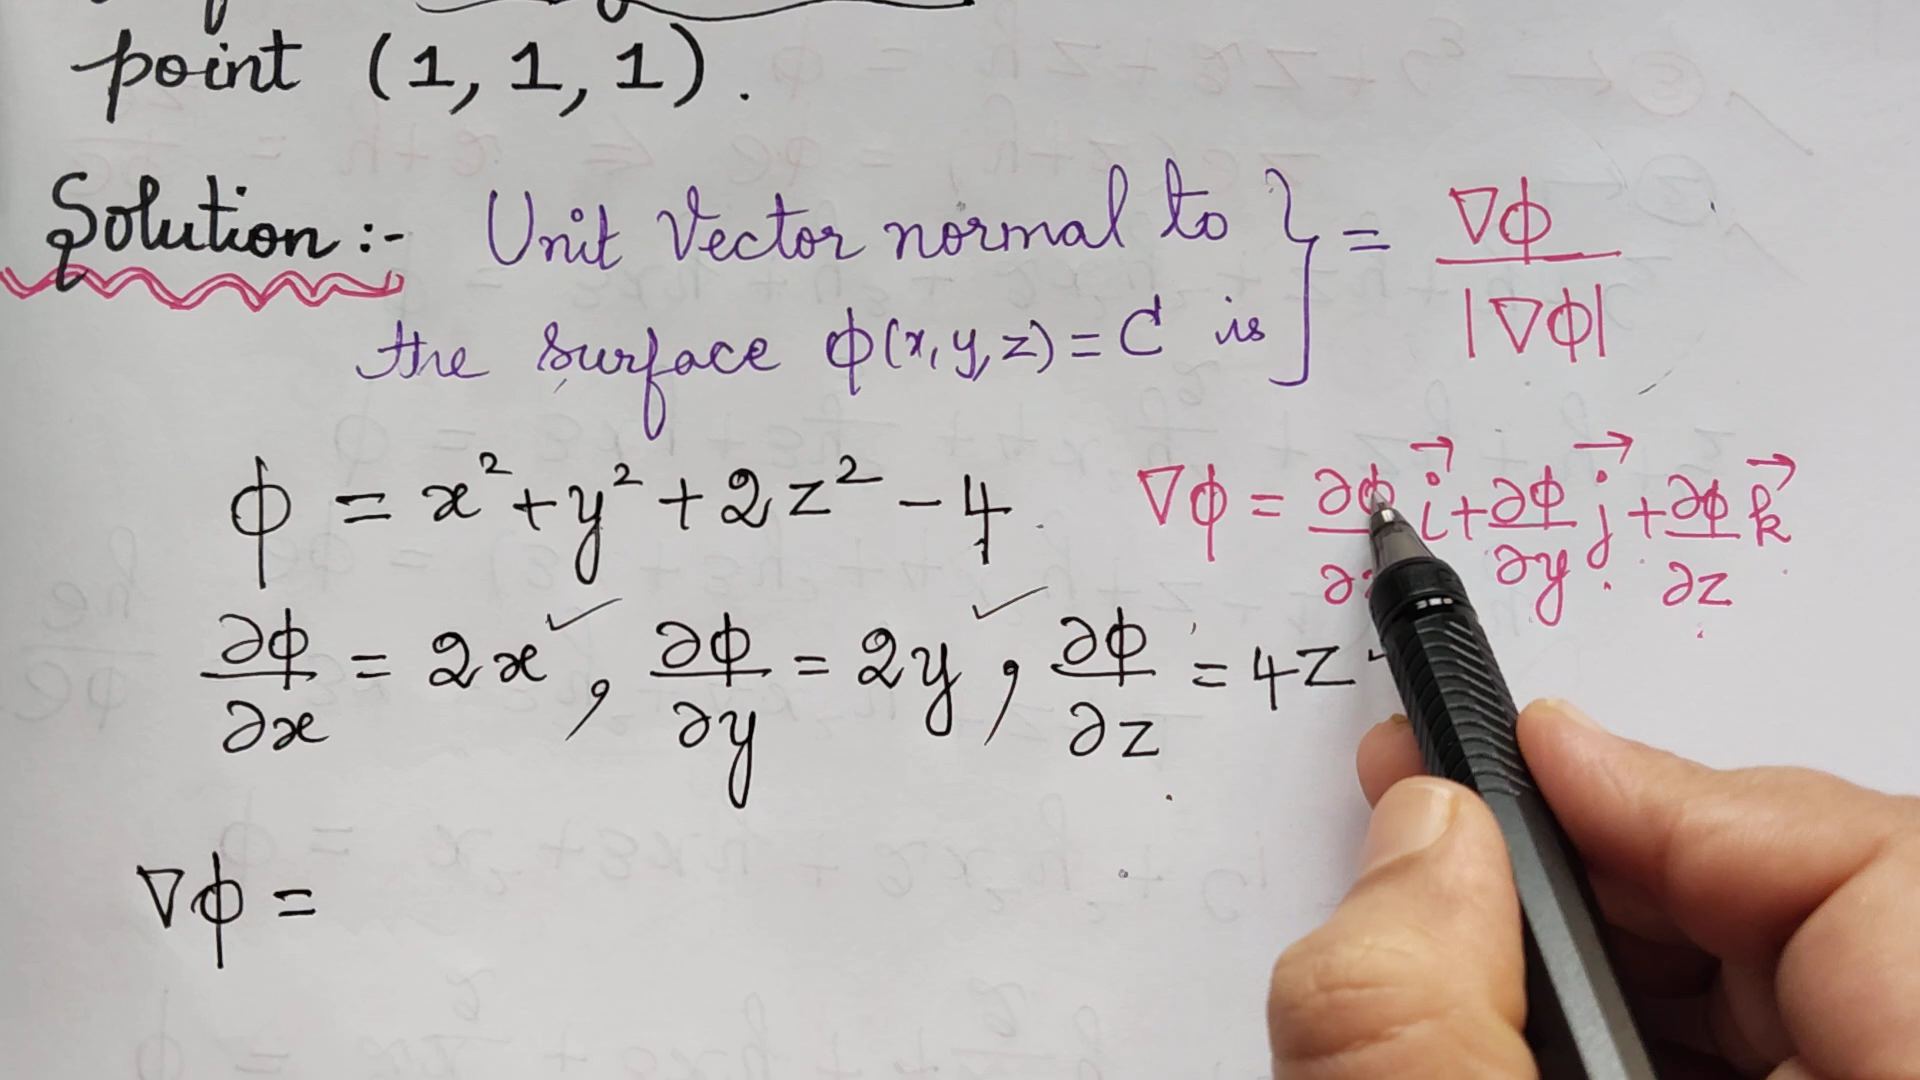 point (1, 1, 1).
Solution :- Unit Vector normal to } = ∇ϕ / |∇ϕ|
the surface ϕ(x, y, z) = C is
ϕ = x² + y² + 2z² - 4
∇ϕ = ∂ϕ/∂x i⃗ + ∂ϕ/∂y j⃗ + ∂ϕ/∂z k⃗
∂ϕ/∂x = 2x ✓, ∂ϕ/∂y = 2y ✓, ∂ϕ/∂z = 4z
∇ϕ =